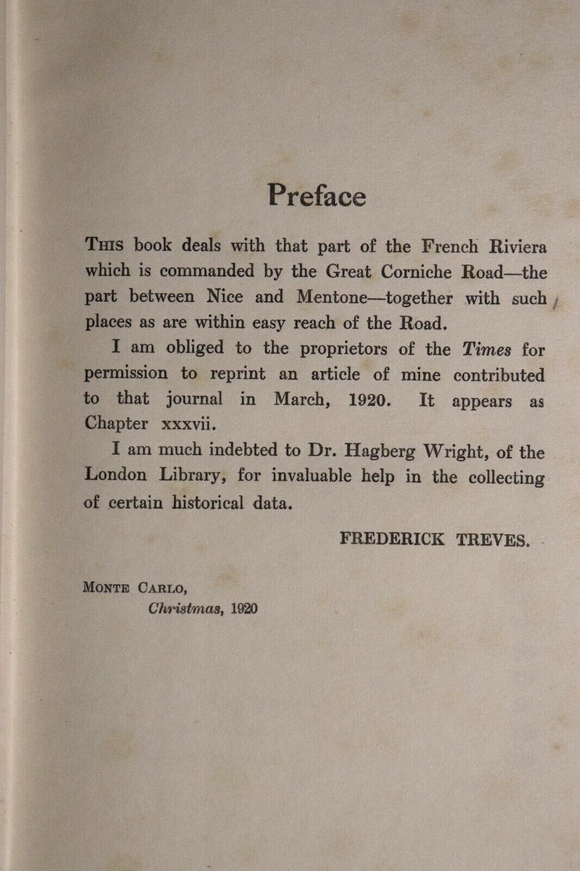 Preface
THIS book deals with that part of the French Riviera
which is commanded by the Great Corniche Road—the
part between Nice and Mentone—together with such
places as are within easy reach of the Road.
I am obliged to the proprietors of the Times for
permission to reprint an article of mine contributed
to that journal in March, 1920. It appears as
Chapter xxxvii.
I am much indebted to Dr. Hagberg Wright, of the
London Library, for invaluable help in the collecting
of certain historical data.
FREDERICK TREVES.
MONTE CARLO,
Christmas, 1920